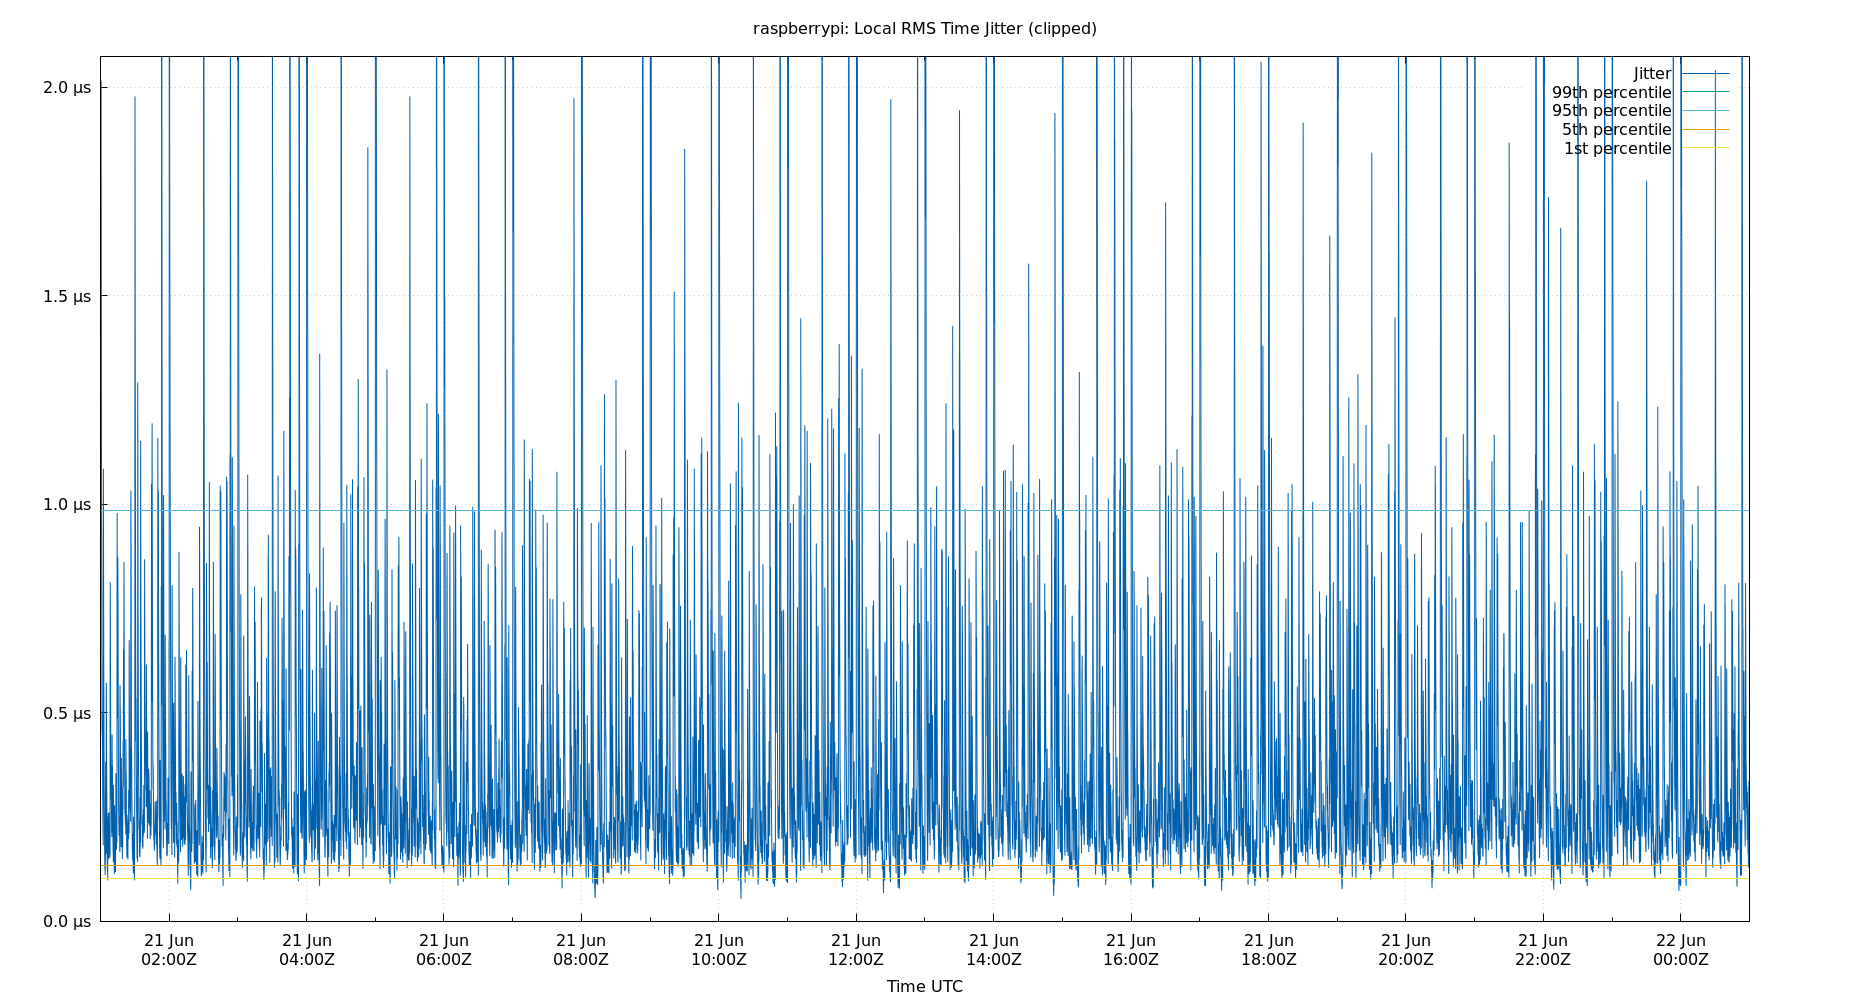 raspberrypi: Local RMS Time Jitter (clipped)
2.0 µs
1.5 µs
1.0 µs
0.5 µs
0.0 µs
Jitter
99th percentile
95th percentile
5th percentile
1st percentile
21 Jun 21 Jun 21 Jun 21 Jun 21 Jun 21 Jun 21 Jun 21 Jun 21 Jun 21 Jun 21 Jun 22 Jun
02:00Z 04:00Z 06:00Z 08:00Z 10:00Z 12:00Z 14:00Z 16:00Z 18:00Z 20:00Z 22:00Z 00:00Z
Time UTC